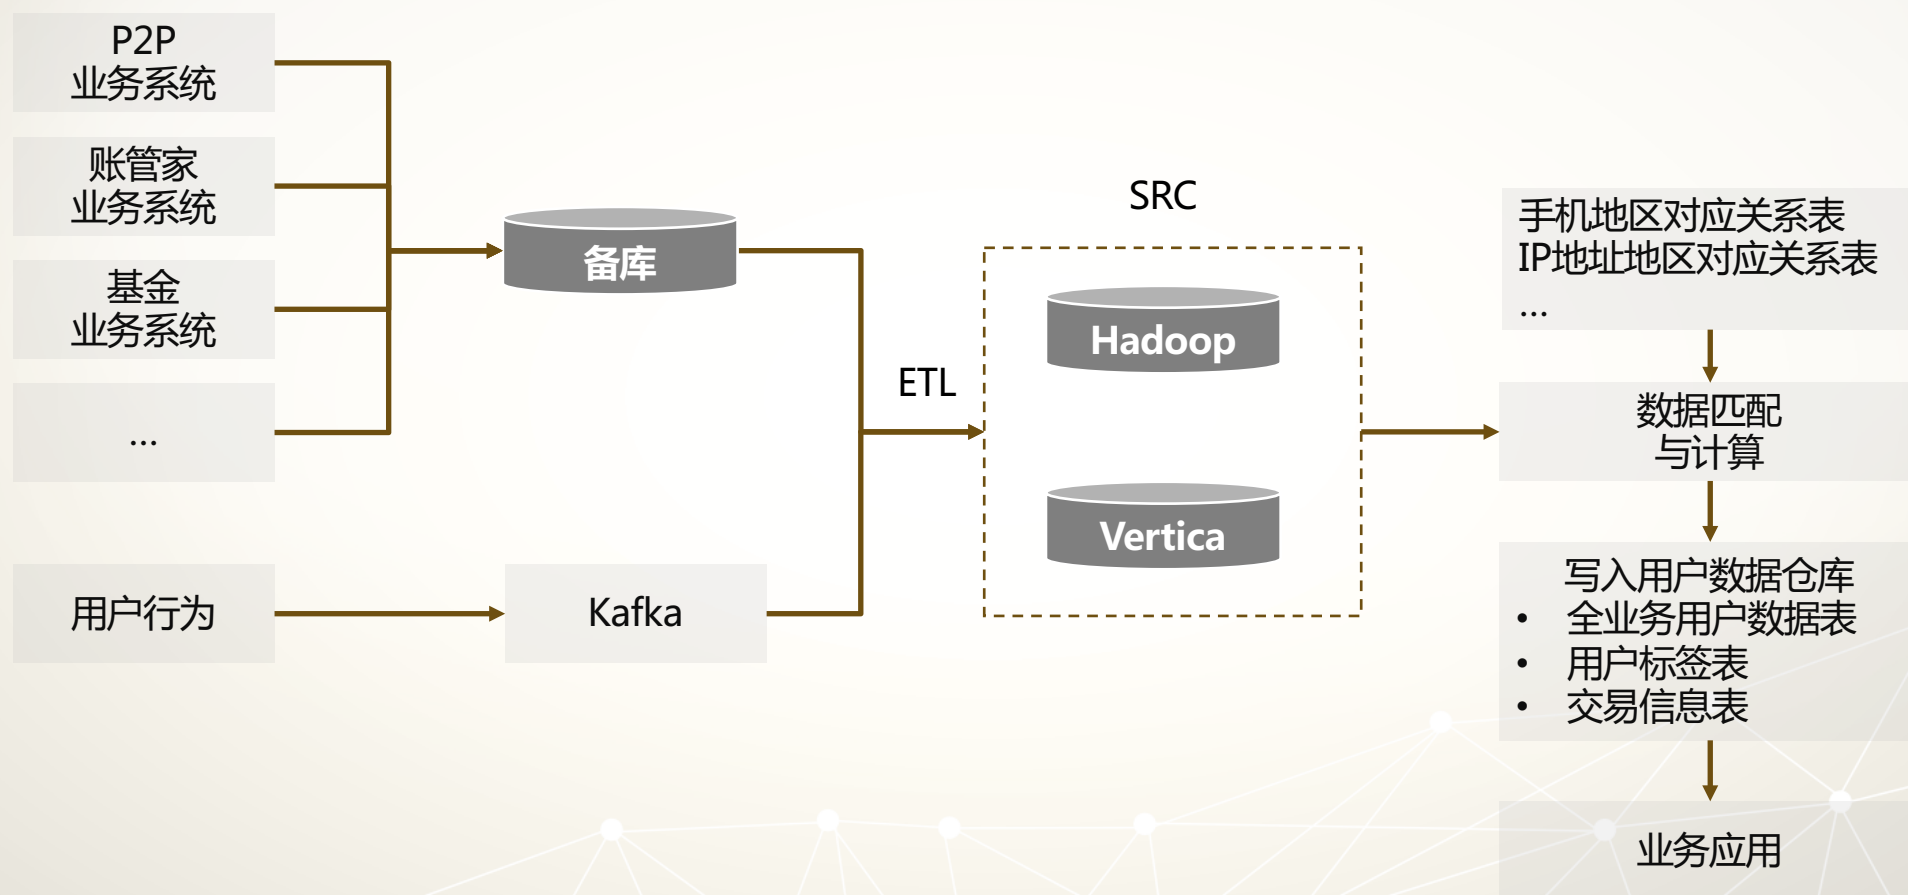 P2P
业务系统
账管家
业务系统
基金
业务系统
...
用户行为
备库
Kafka
ETL
SRC
Hadoop
Vertica
手机地区对应关系表
IP地址地区对应关系表
...
数据匹配
与计算
写入用户数据仓库
• 全业务用户数据表
• 用户标签表
• 交易信息表
业务应用